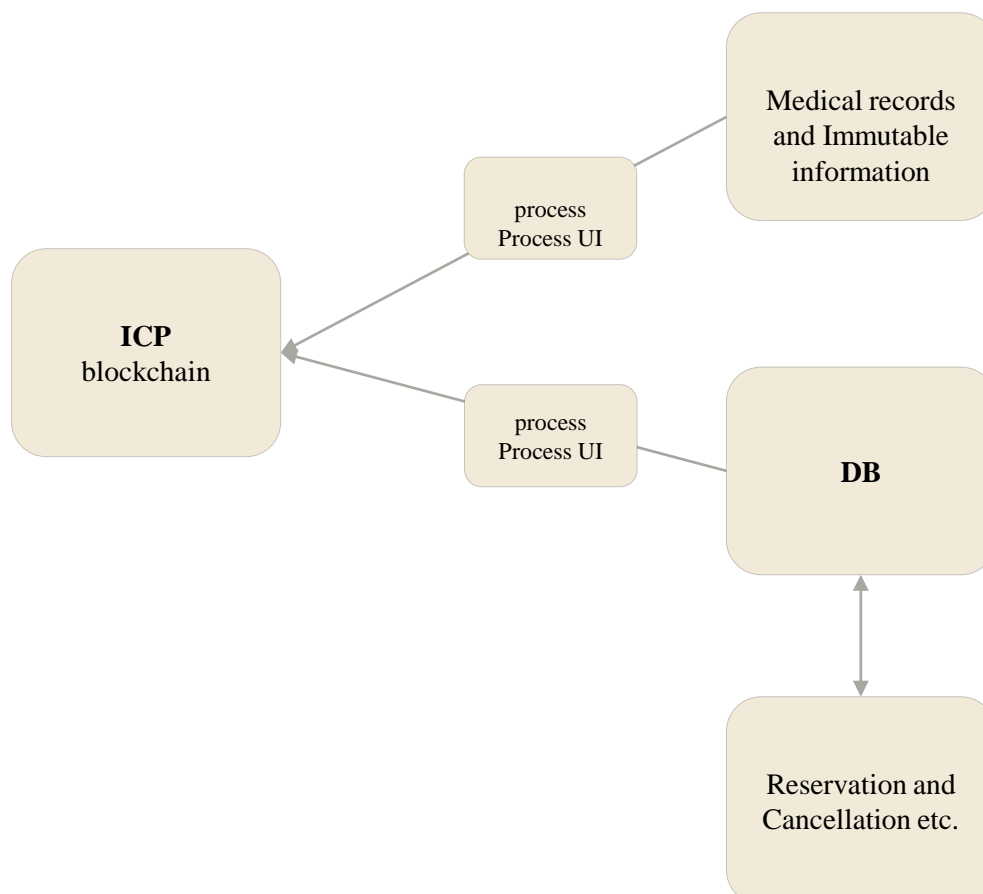 Medical records
and Immutable
information
process
Process UI
ICP
blockchain
process
Process UI
DB
Reservation and
Cancellation etc.